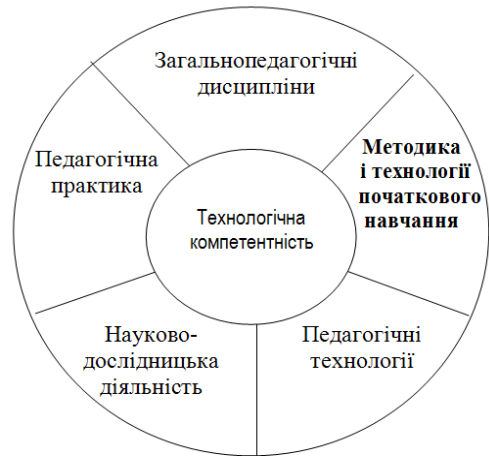 Загальнопедагогічні
дисципліни
Методика
і технології
початкового
навчання
Педагогічна
практика
Технологічна
компетентність
Науково-
дослідницька
діяльність
Педагогічні
технології